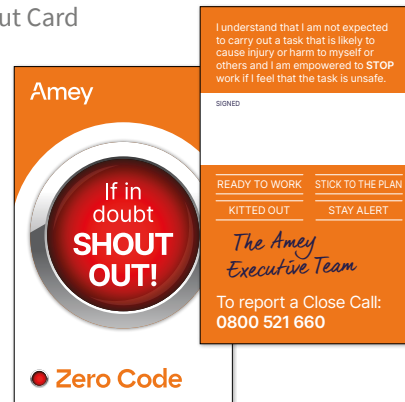 ut Card
Amey
If in
doubt
SHOUT
OUT!
Zero Code
I understand that I am not expected
to carry out a task that is likely to
cause injury or harm to myself or
others and I am empowered to STOP
work if I feel that the task is unsafe.
SIGNED
READY TO WORK STICK TO THE PLAN
KITTED OUT STAY ALERT
The Amey
Executive Team
To report a Close Call:
0800 521 660